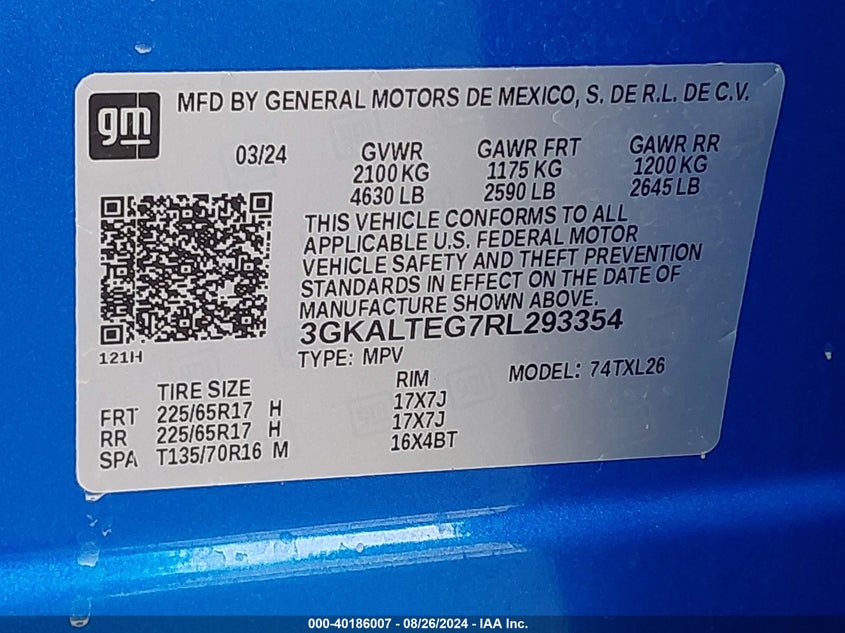 gm
MFD BY GENERAL MOTORS DE MEXICO, S. DE R.L. DE C.V.
03/24 GVWR GAWR FRT GAWR RR
2100 KG 1175 KG 1200 KG
4630 LB 2590 LB 2645 LB
THIS VEHICLE CONFORMS TO ALL
APPLICABLE U.S. FEDERAL MOTOR
VEHICLE SAFETY AND THEFT PREVENTION
STANDARDS IN EFFECT ON THE DATE OF
MANUFACTURE SHOWN ABOVE.
3GKALTEG7RL293354
121H
TYPE: MPV MODEL: 74TXL26
TIRE SIZE RIM
FRT 225/65R17 H 17X7J
RR 225/65R17 H 17X7J
SPA T135/70R16 M 16X4BT
000-40186007 - 08/26/2024 - IAA Inc.